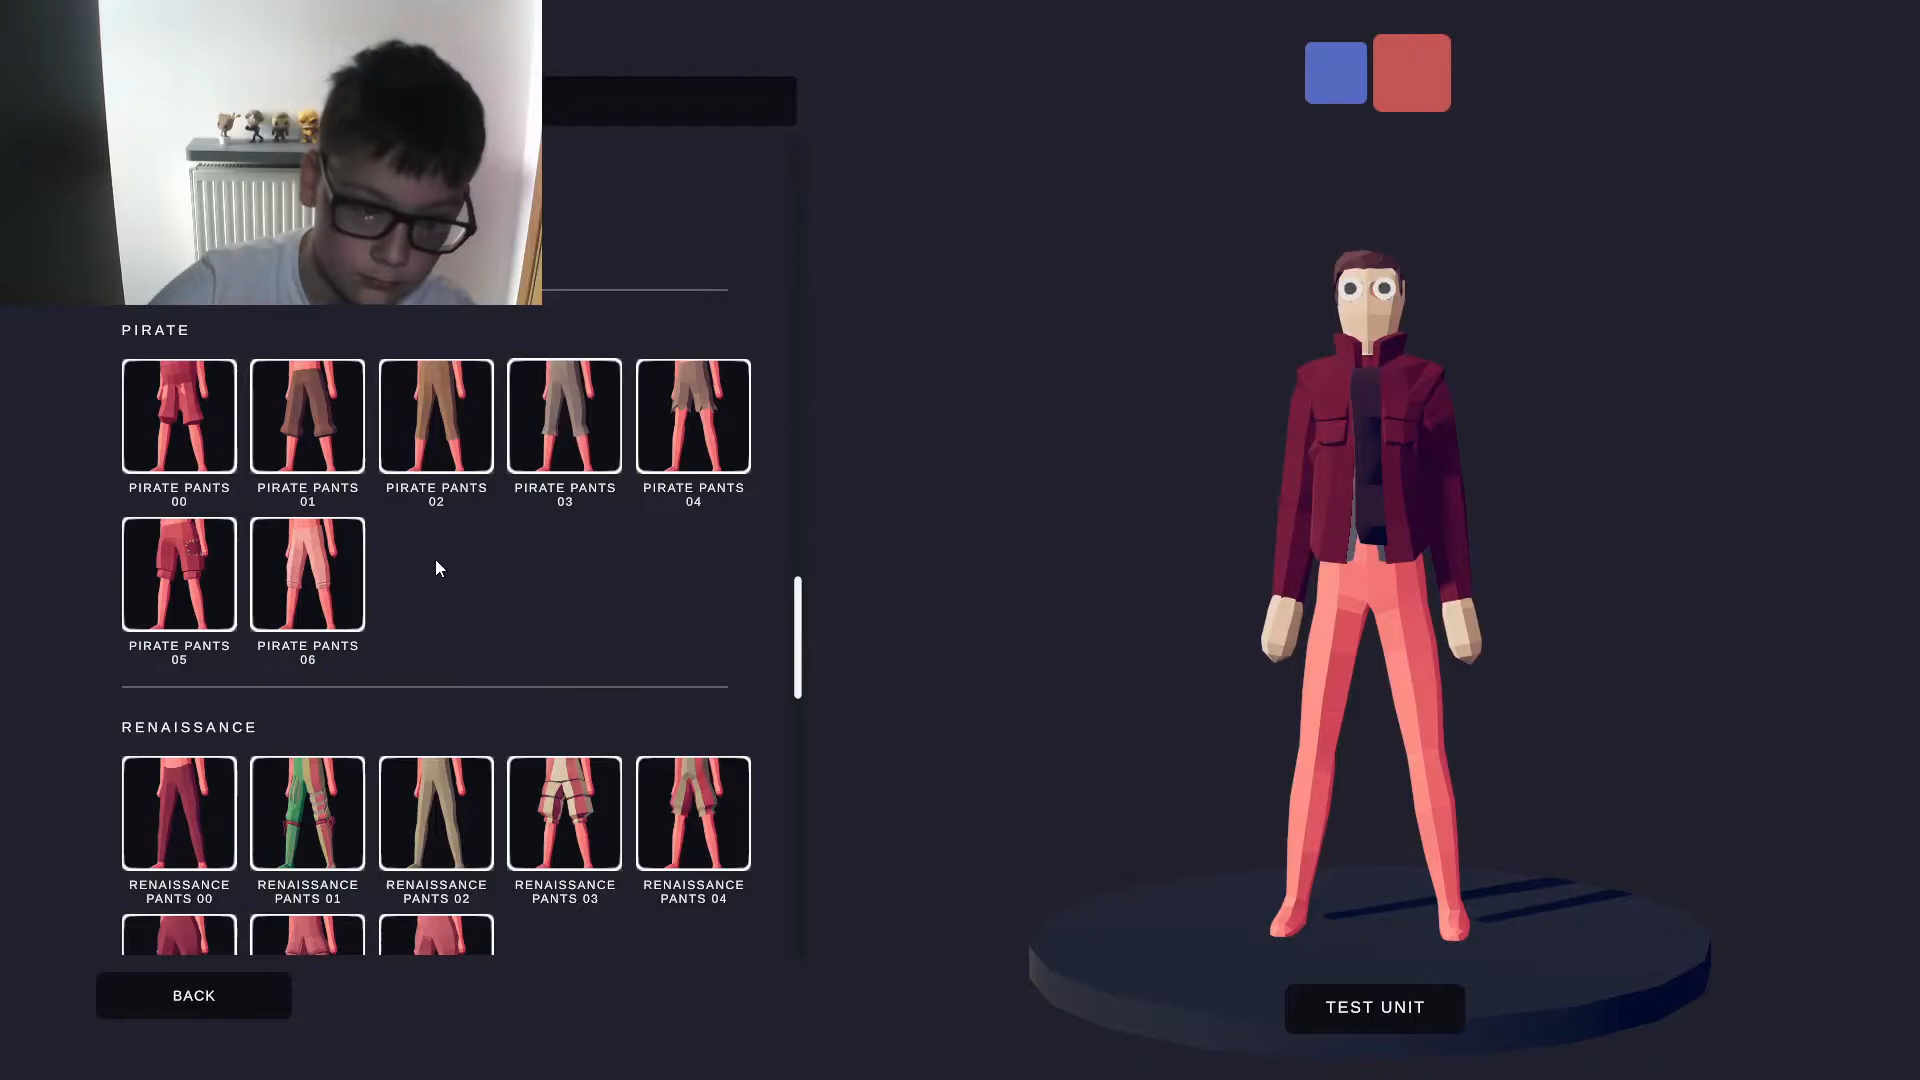 PIRATE
PIRATE PANTS 00
PIRATE PANTS 01
PIRATE PANTS 02
PIRATE PANTS 03
PIRATE PANTS 04
PIRATE PANTS 05
PIRATE PANTS 06
RENAISSANCE
RENAISSANCE PANTS 00
RENAISSANCE PANTS 01
RENAISSANCE PANTS 02
RENAISSANCE PANTS 03
RENAISSANCE PANTS 04
BACK
TEST UNIT